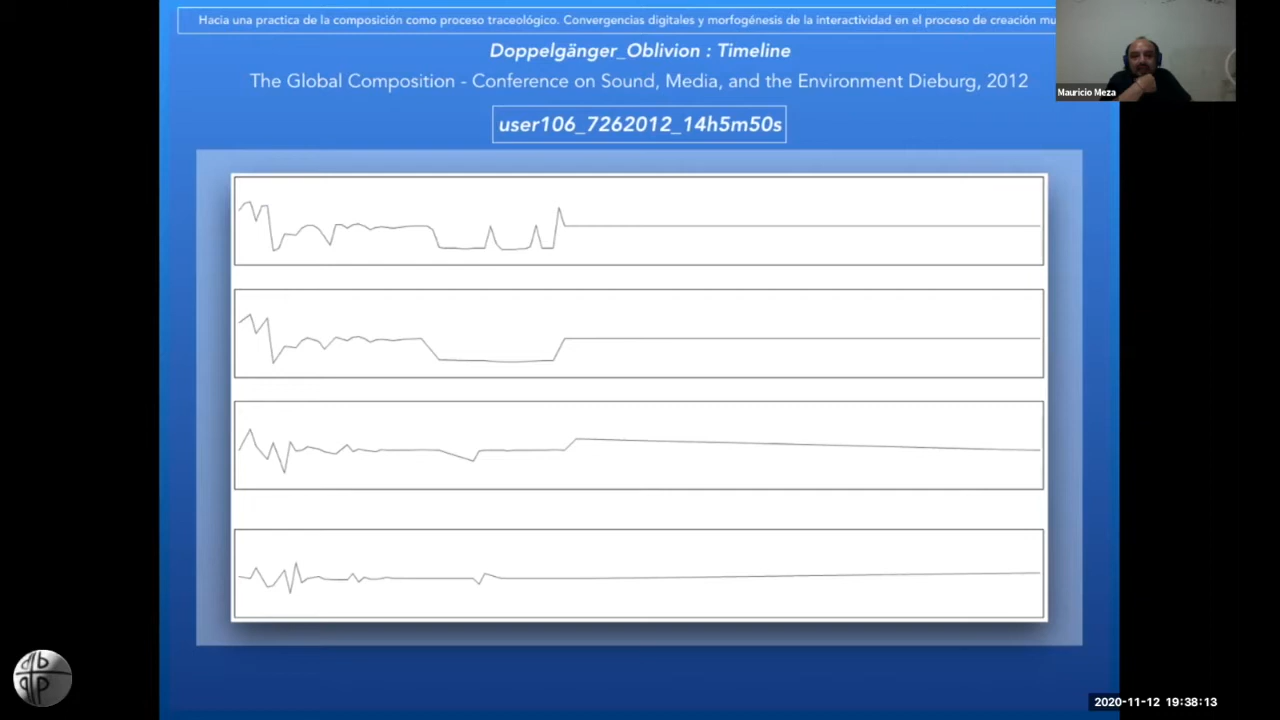 Hacia una practica de la composición como proceso traceológico. Convergencias digitales y morfogénesis de la interactividad en el proceso de creación mu
Doppelgänger_Oblivion : Timeline
The Global Composition - Conference on Sound, Media, and the Environment Dieburg, 2012
user106_7262012_14h5m50s
Mauricio Meza
db
qp
2020-11-12 19:38:13